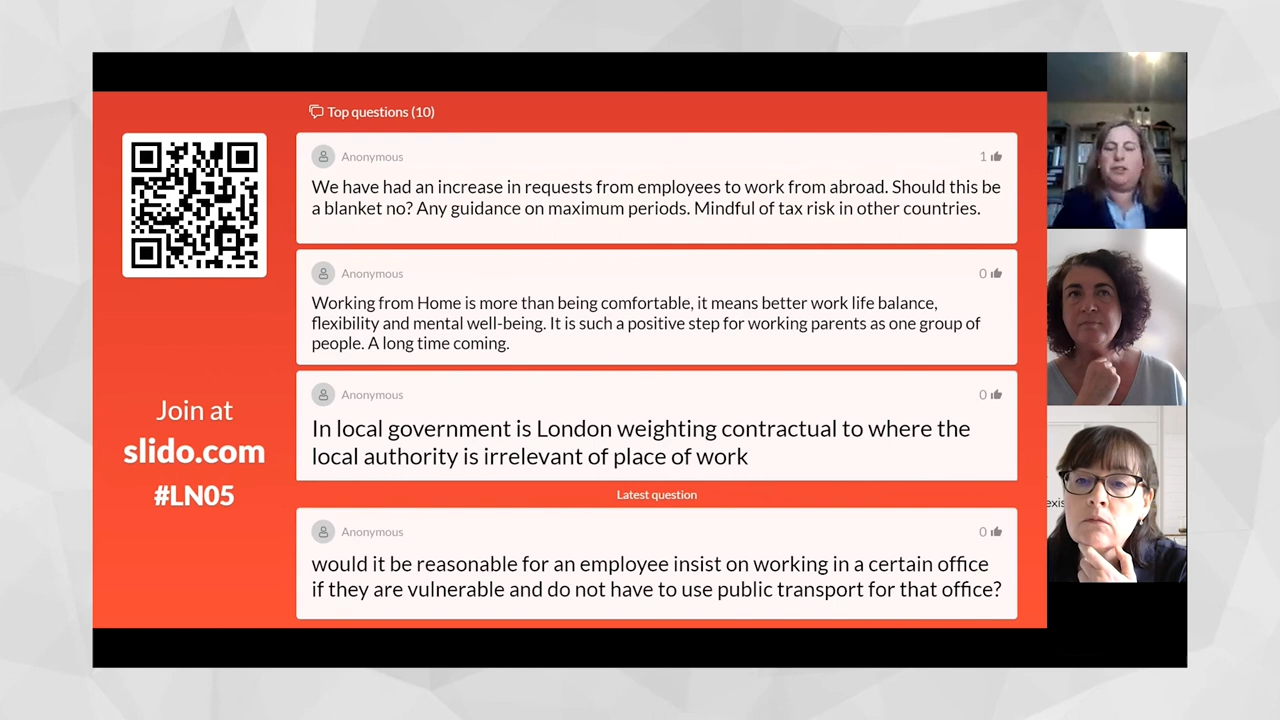 Top questions (10)
Anonymous
1
We have had an increase in requests from employees to work from abroad. Should this be
a blanket no? Any guidance on maximum periods. Mindful of tax risk in other countries.
Anonymous
0
Working from Home is more than being comfortable, it means better work life balance,
flexibility and mental well-being. It is such a positive step for working parents as one group of
people. A long time coming.
Anonymous
0
In local government is London weighting contractual to where the
local authority is irrelevant of place of work
Latest question
Anonymous
0
would it be reasonable for an employee insist on working in a certain office
if they are vulnerable and do not have to use public transport for that office?
Join at
slido.com
#LN05
exis